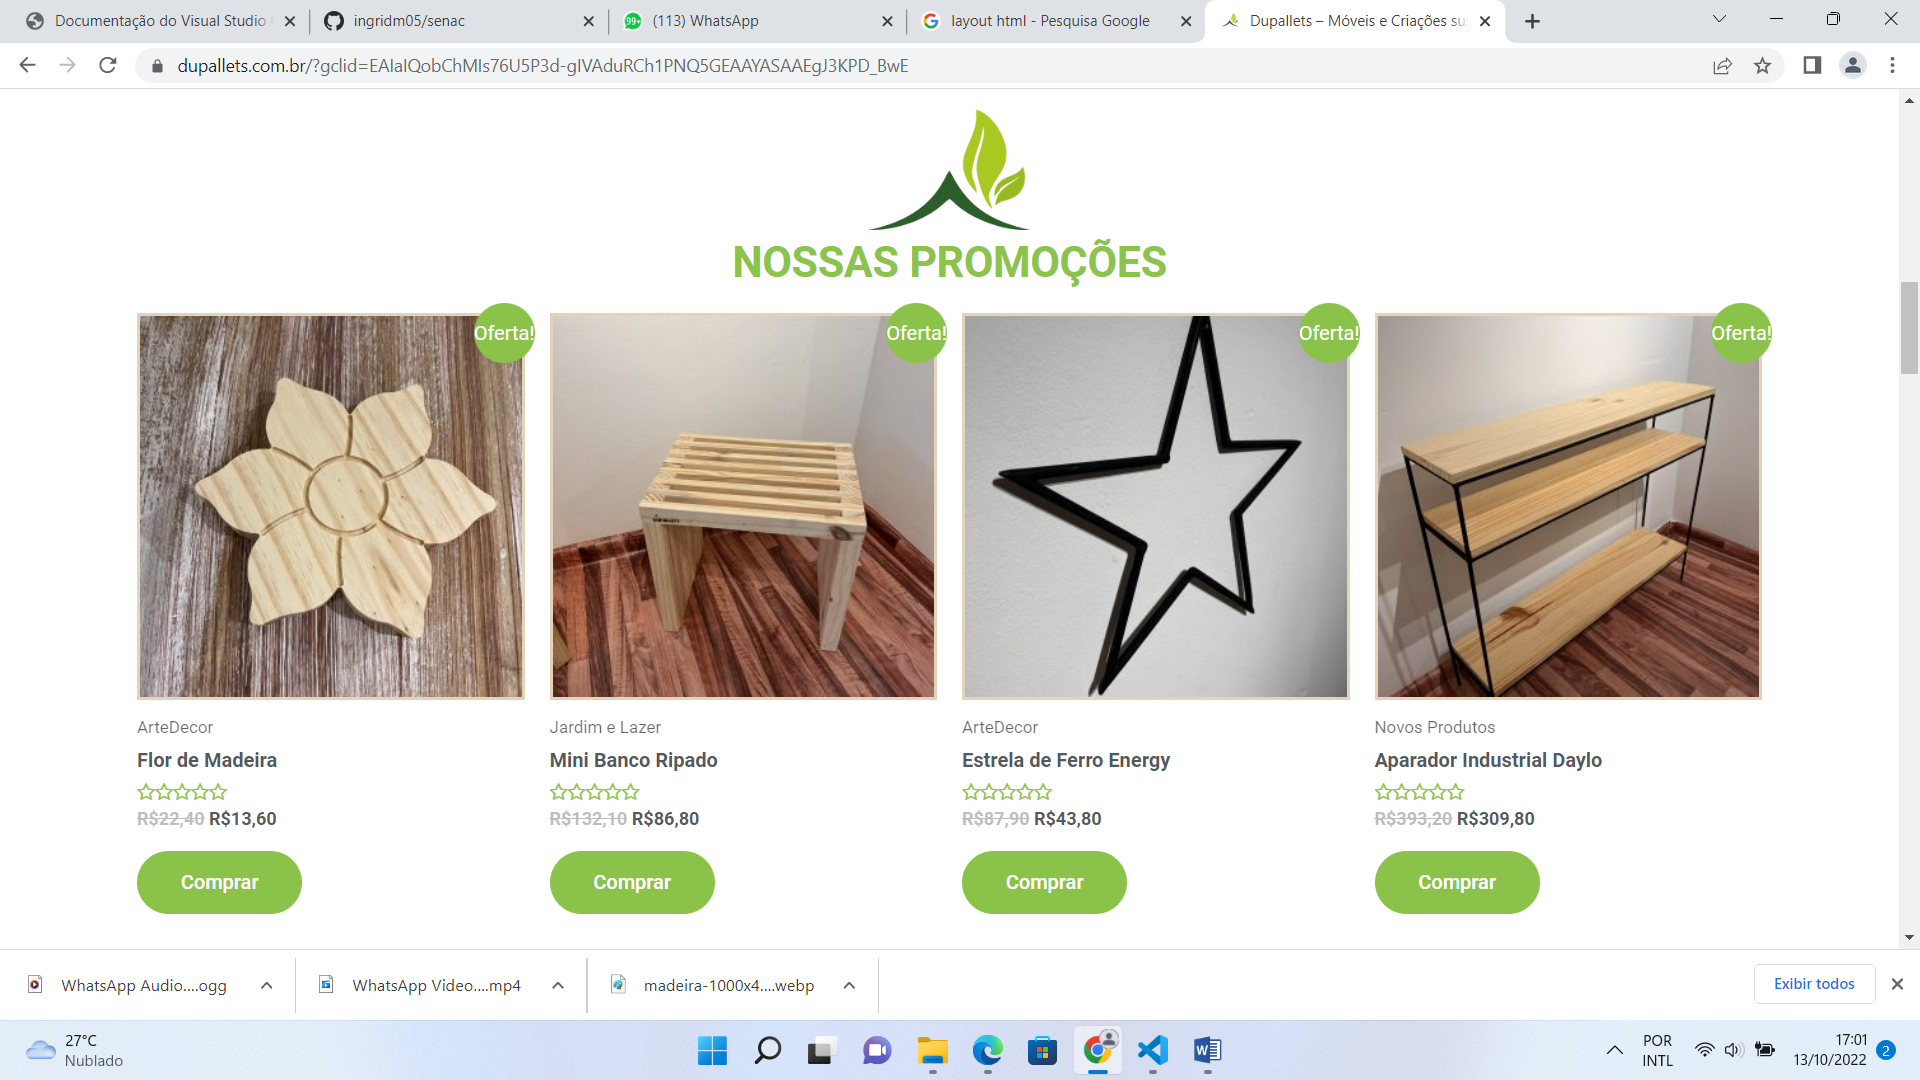 Documentação do Visual Studio
ingridm05/senac
99+
(113) WhatsApp
layout html - Pesquisa Google
Dupallets – Móveis e Criações sus
dupallets.com.br/?gclid=EAIaIQobChMIs76U5P3d-gIVAduRCh1PNQ5GEAAYASAAEgJ3KPD_BwE
NOSSAS PROMOÇÕES
Oferta! Oferta! Oferta! Oferta!
ArteDecor
Flor de Madeira
R$22,40 R$13,60
Comprar
Jardim e Lazer
Mini Banco Ripado
R$132,10 R$86,80
Comprar
ArteDecor
Estrela de Ferro Energy
R$87,90 R$43,80
Comprar
Novos Produtos
Aparador Industrial Daylo
R$393,20 R$309,80
Comprar
WhatsApp Audio....ogg
WhatsApp Video....mp4
madeira-1000x4....webp
Exibir todos
27°C
Nublado
POR
INTL
17:01
13/10/2022
2